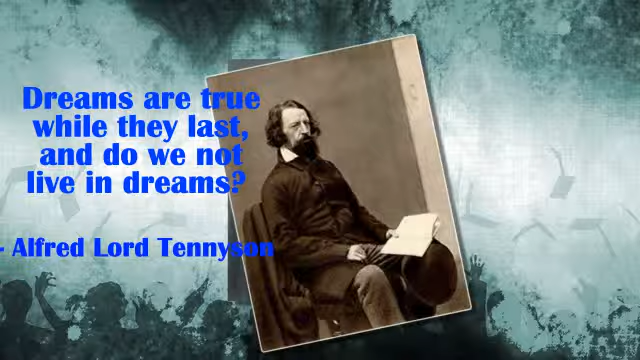 Dreams are true
while they last,
and do we not
live in dreams?
- Alfred Lord Tennyson